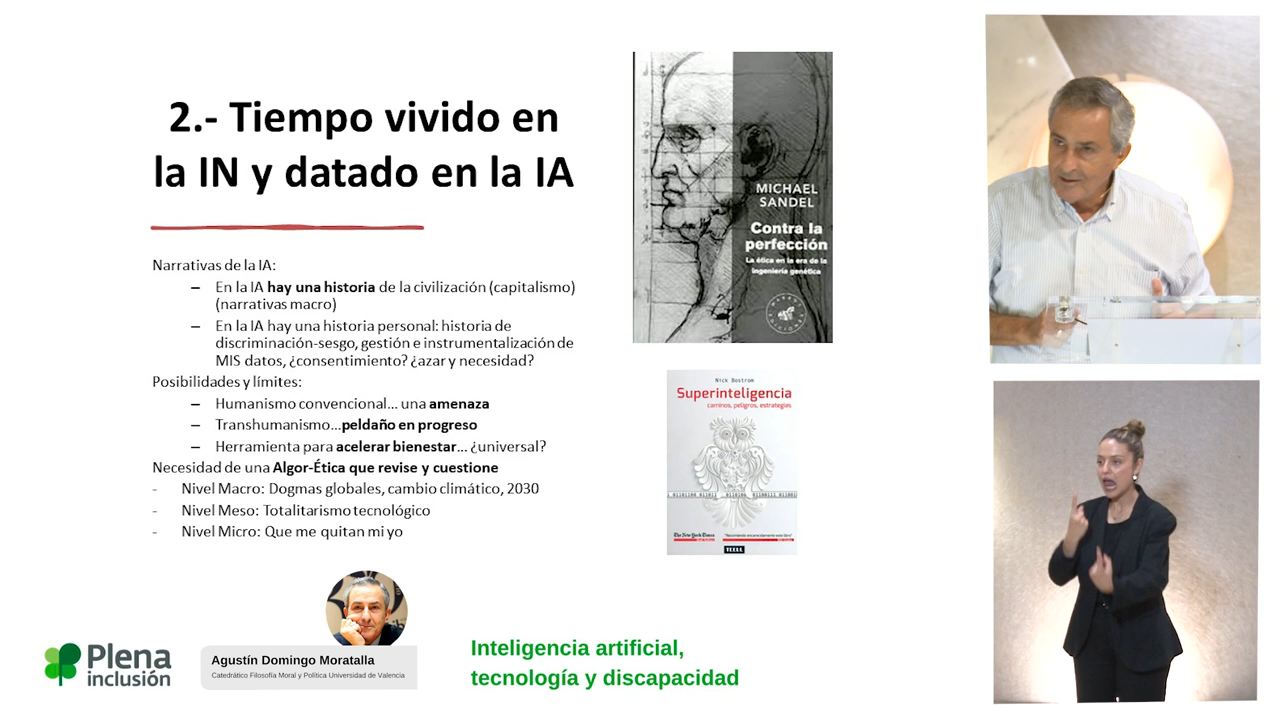 2.- Tiempo vivido en
la IN y datado en la IA
Narrativas de la IA:
– En la IA hay una historia de la civilización (capitalismo)
(narrativas macro)
– En la IA hay una historia personal: historia de
discriminación-sesgo, gestión e instrumentalización de
MIS datos, ¿consentimiento? ¿azar y necesidad?
Posibilidades y límites:
– Humanismo convencional... una amenaza
– Transhumanismo...peldaño en progreso
– Herramienta para acelerar bienestar... ¿universal?
Necesidad de una Algor-Ética que revise y cuestione
- Nivel Macro: Dogmas globales, cambio climático, 2030
- Nivel Meso: Totalitarismo tecnológico
- Nivel Micro: Que me quitan mi yo
MICHAEL
SANDEL
Contra la
perfección
La ética en la era de la
ingeniería genética
Nick Bostrom
Superinteligencia
caminos, peligros, estrategias
The New York Times
TEELL
Plena
inclusión
Agustín Domingo Moratalla
Catedrático Filosofía Moral y Política Universidad de Valencia
Inteligencia artificial,
tecnología y discapacidad